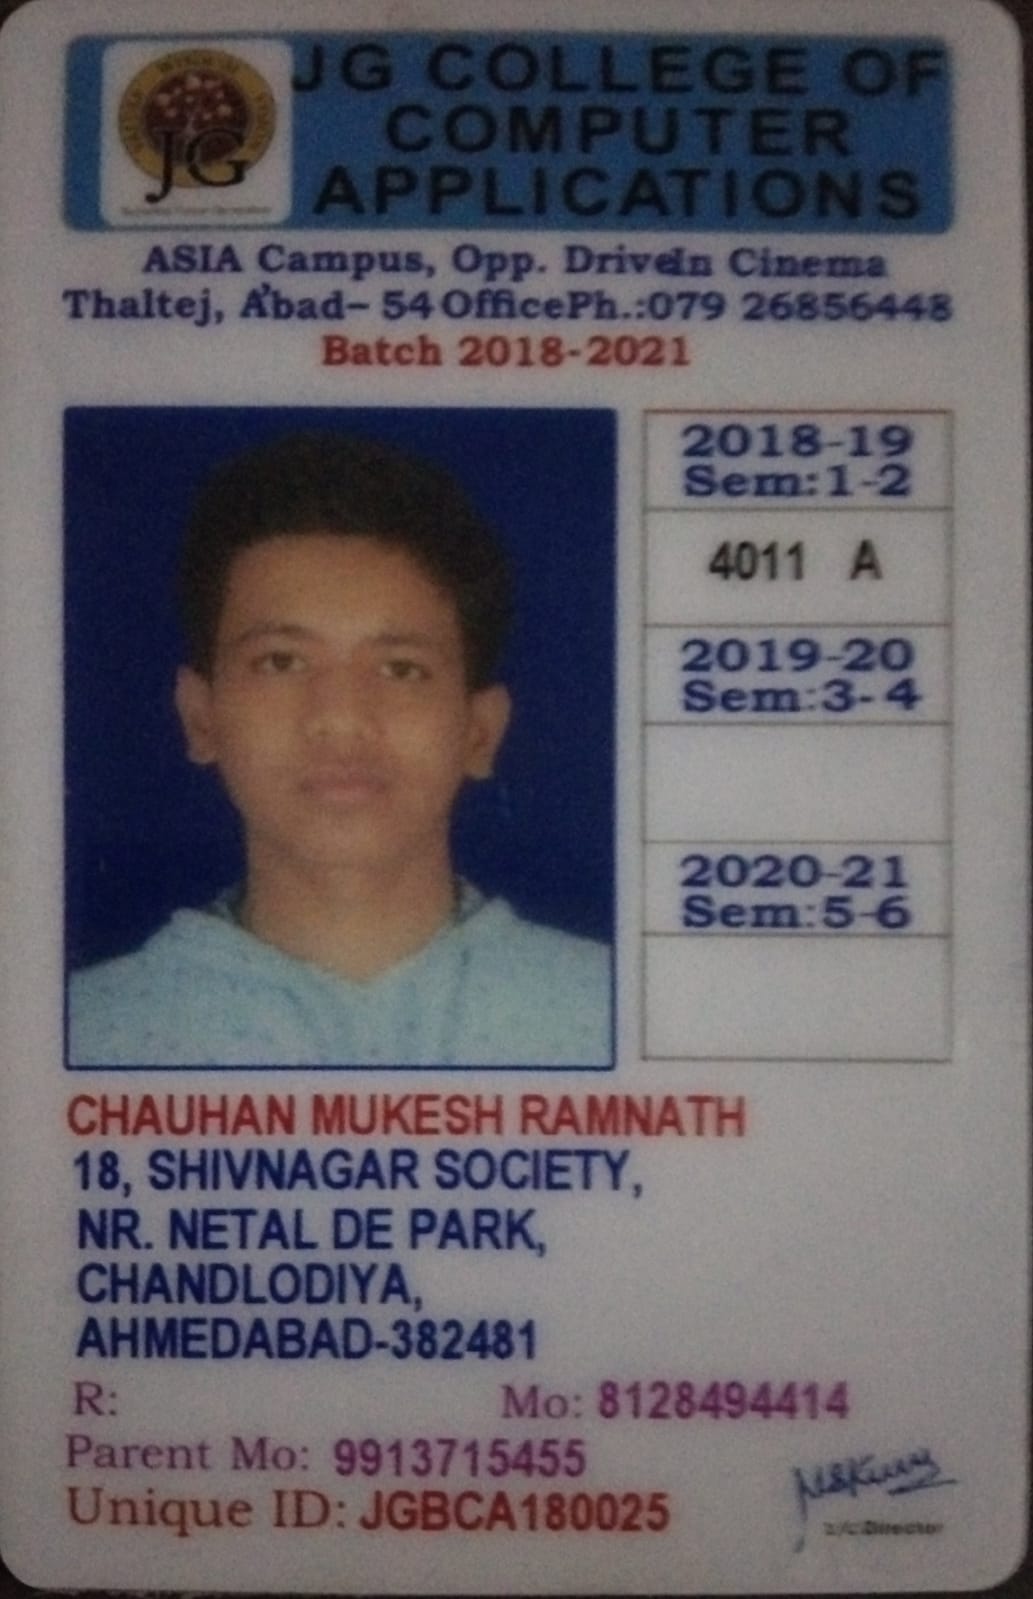 JG COLLEGE OF
COMPUTER
APPLICATIONS
JG
ASIA Campus, Opp. DriveIn Cinema
Thaltej, A'bad- 54 OfficePh.:079 26856448
Batch 2018-2021
2018-19
Sem:1-2
4011 A
2019-20
Sem:3-4
2020-21
Sem:5-6
CHAUHAN MUKESH RAMNATH
18, SHIVNAGAR SOCIETY,
NR. NETAL DE PARK,
CHANDLODIYA,
AHMEDABAD-382481
R: Mo: 8128494414
Parent Mo: 9913715455
Unique ID: JGBCA180025
I/C Director